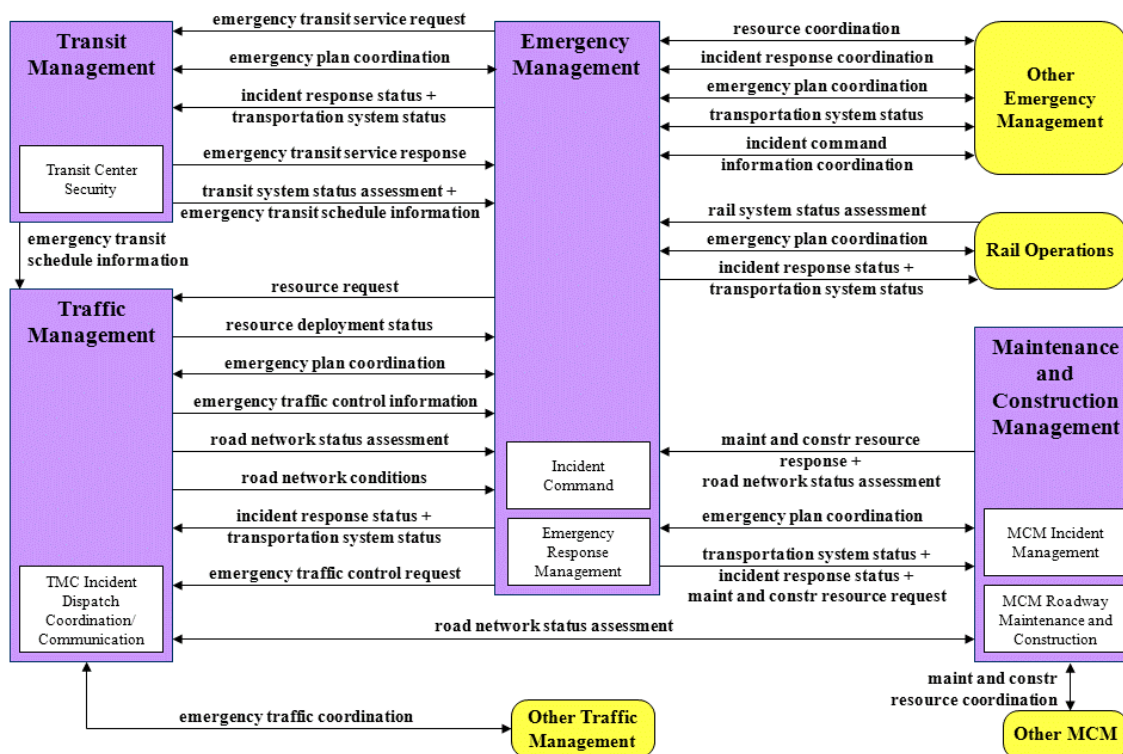 Transit
Management
Transit Center
Security
emergency transit service request
emergency plan coordination
incident response status +
transportation system status
emergency transit service response
transit system status assessment +
emergency transit schedule information
emergency transit
schedule information
Emergency
Management
Incident
Command
Emergency
Response
Management
resource coordination
incident response coordination
emergency plan coordination
transportation system status
incident command
information coordination
Other
Emergency
Management
rail system status assessment
emergency plan coordination
incident response status +
transportation system status
Rail Operations
Traffic
Management
TMC Incident
Dispatch
Coordination/
Communication
resource request
resource deployment status
emergency plan coordination
emergency traffic control information
road network status assessment
road network conditions
incident response status +
transportation system status
emergency traffic control request
Maintenance
and
Construction
Management
MCM Incident
Management
MCM Roadway
Maintenance and
Construction
maint and constr resource
response +
road network status assessment
emergency plan coordination
transportation system status +
incident response status +
maint and constr resource request
road network status assessment
maint and constr
resource coordination
emergency traffic coordination
Other Traffic
Management
Other MCM